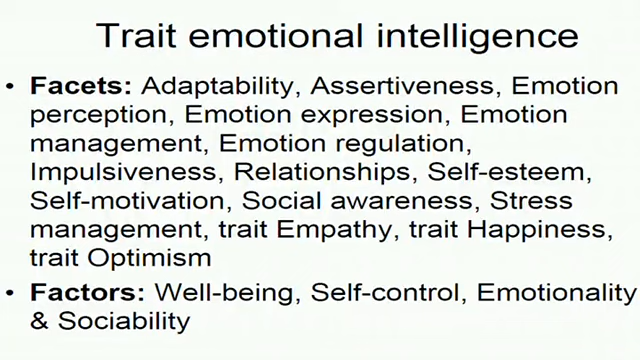 Trait emotional intelligence
• Facets: Adaptability, Assertiveness, Emotion
perception, Emotion expression, Emotion
management, Emotion regulation,
Impulsiveness, Relationships, Self-esteem,
Self-motivation, Social awareness, Stress
management, trait Empathy, trait Happiness,
trait Optimism
• Factors: Well-being, Self-control, Emotionality
& Sociability